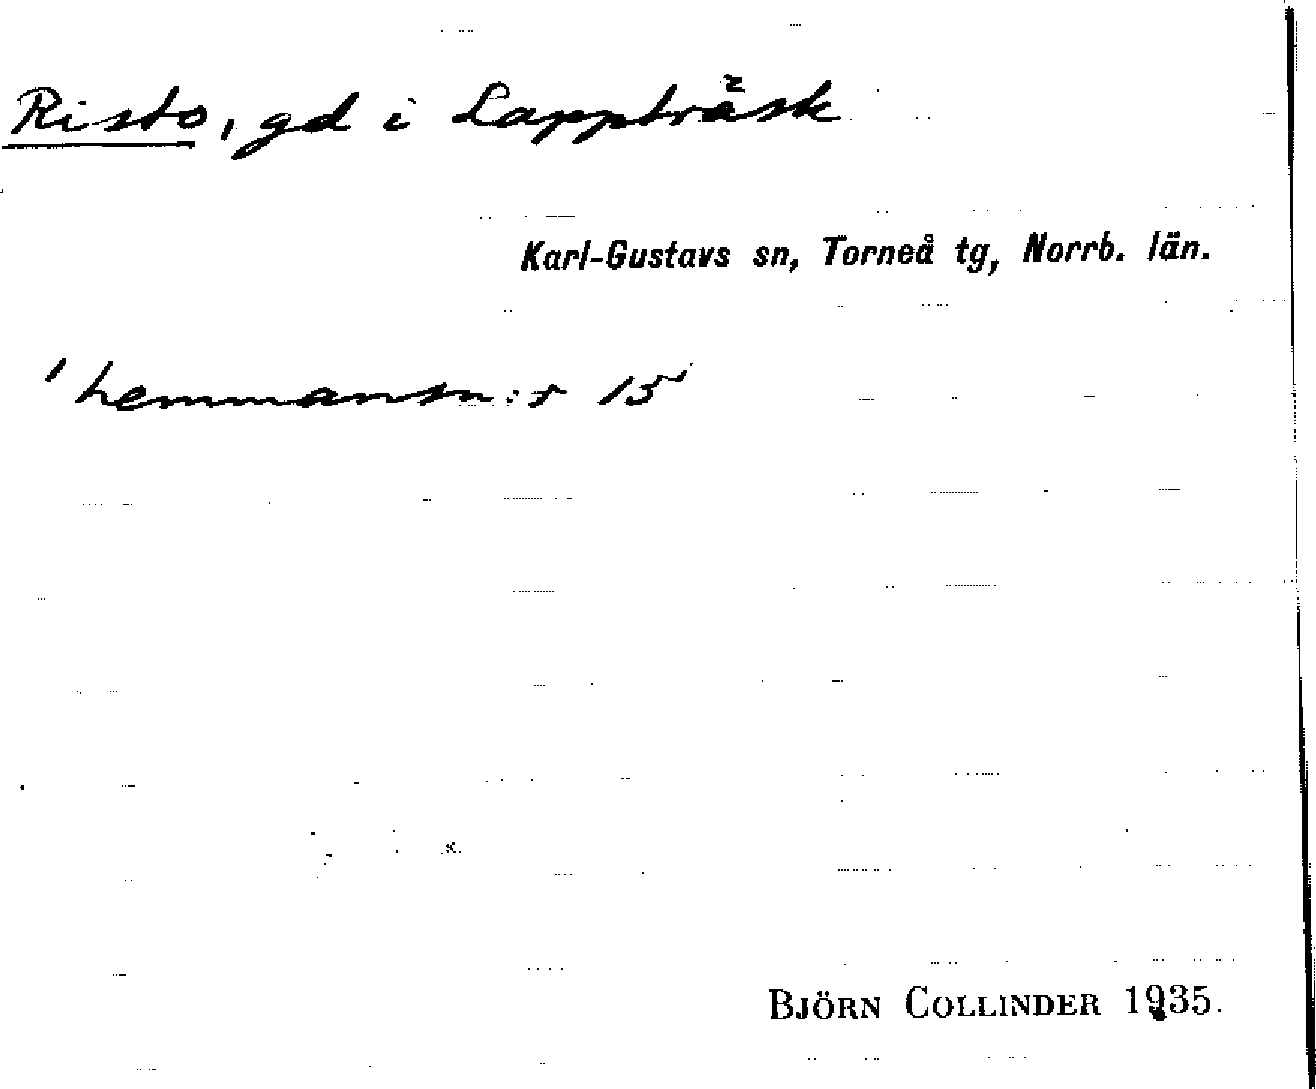 Risto, gd i Lappträsk
Karl-Gustavs sn, Torneå tg, Norrb. län.
' hemmansn:r 15
BJÖRN COLLINDER 1935.